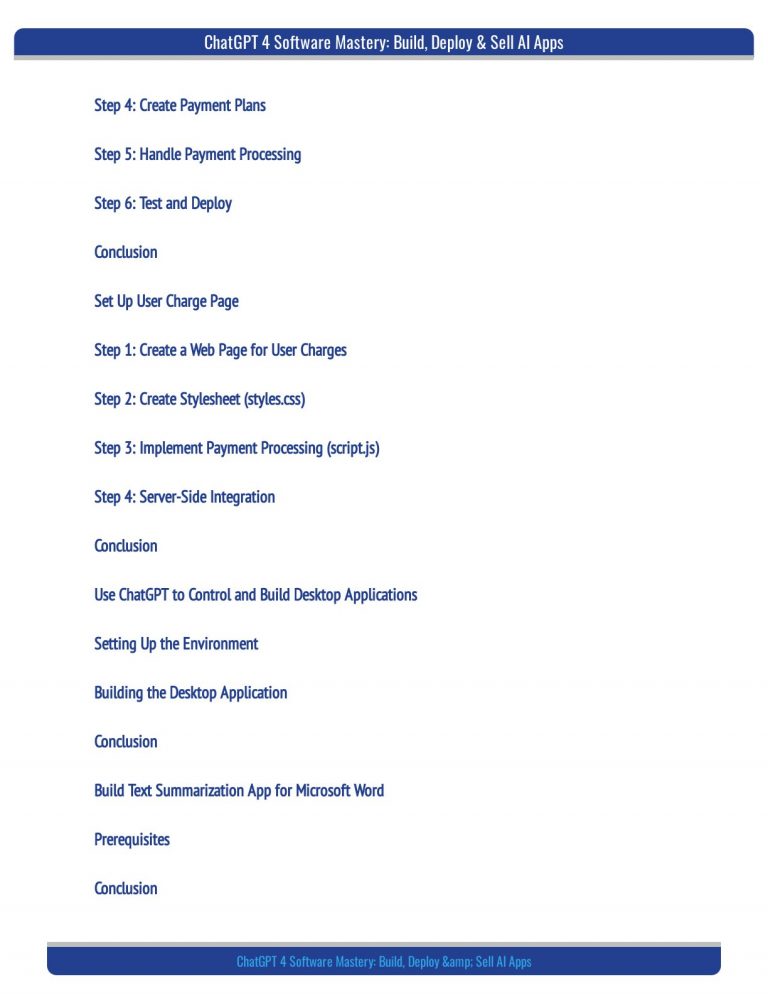 ChatGPT 4 Software Mastery: Build, Deploy & Sell AI Apps
Step 4: Create Payment Plans
Step 5: Handle Payment Processing
Step 6: Test and Deploy
Conclusion
Set Up User Charge Page
Step 1: Create a Web Page for User Charges
Step 2: Create Stylesheet (styles.css)
Step 3: Implement Payment Processing (script.js)
Step 4: Server-Side Integration
Conclusion
Use ChatGPT to Control and Build Desktop Applications
Setting Up the Environment
Building the Desktop Application
Conclusion
Build Text Summarization App for Microsoft Word
Prerequisites
Conclusion
ChatGPT 4 Software Mastery: Build, Deploy &amp; Sell AI Apps